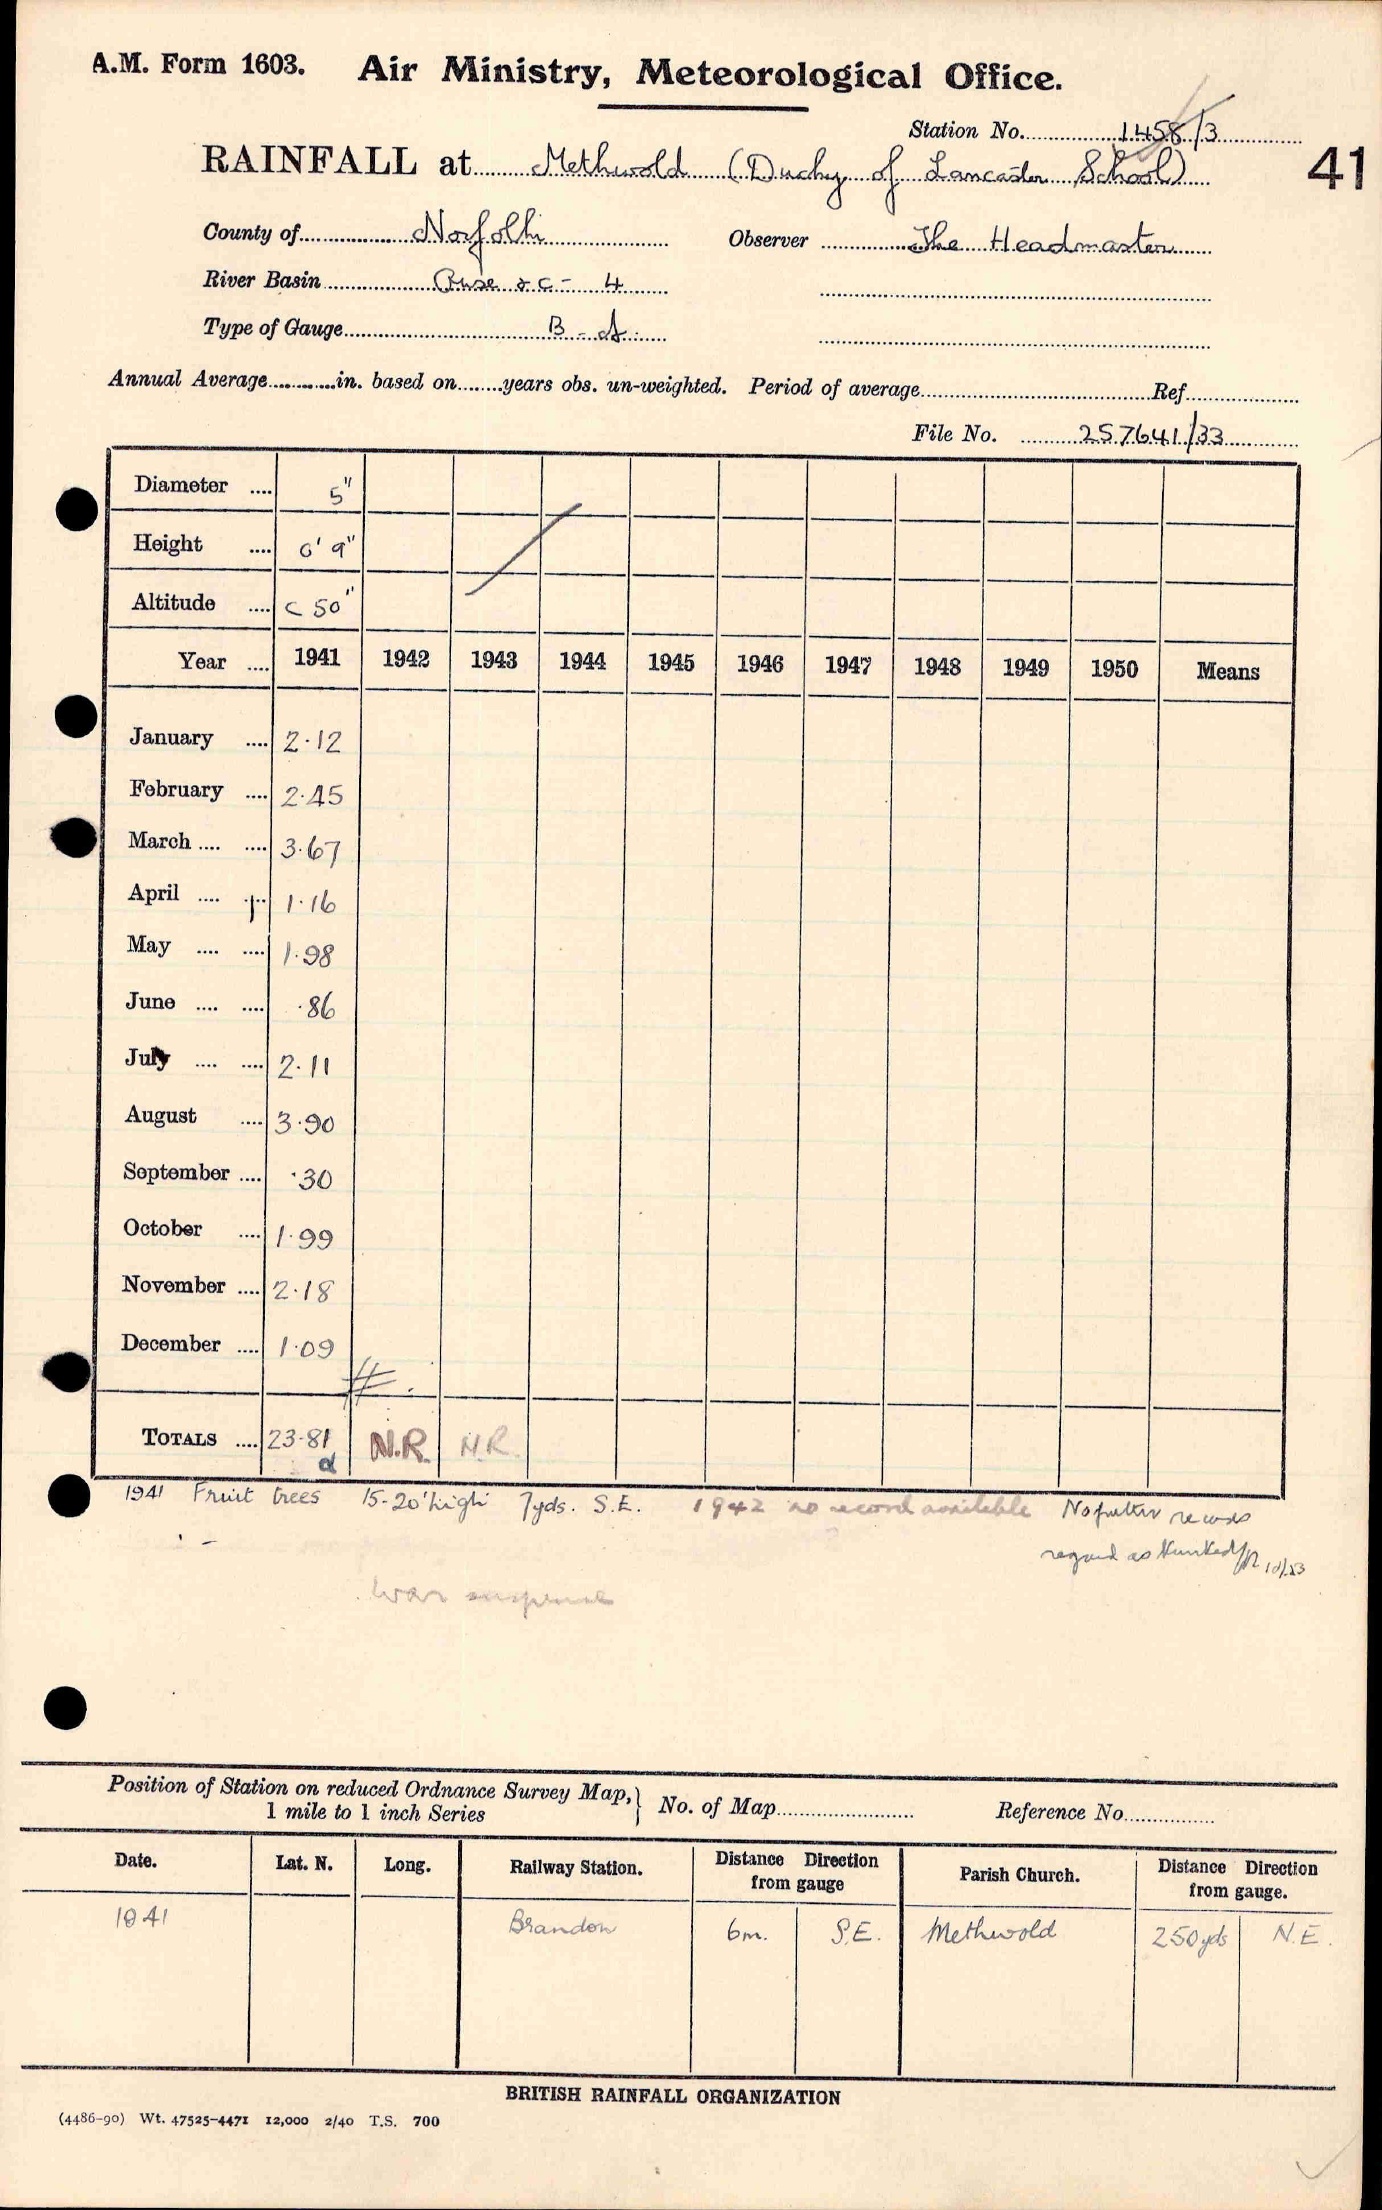 A.M. Form 1603. Air Ministry, Meteorological Office.
Station No. 1458/3
RAINFALL at Methwold (Duchy of Lancaster School)
41
County of Norfolk Observer The Headmaster
River Basin Ouse &c - 4
Type of Gauge B - A.
Annual Average in. based on years obs. un-weighted. Period of average Ref
File No. 257641/33
Diameter .... 5"
Height .... 0' 9"
Altitude .... c 50"
Year .... 1941 1942 1943 1944 1945 1946 1947 1948 1949 1950 Means
January .... 2.12
February .... 2.45
March .... .... 3.67
April .... 1.16
May .... .... 1.98
June .... .... .86
July .... .... 2.11
August .... 3.90
September .... .30
October .... 1.99
November .... 2.18
December .... 1.09
TOTALS .... 23.81 N.R. N.R.
d
1941 Fruit trees 15-20' high 7yds. S.E. 1942 no record available No further records
regard as
War suspense
Position of Station on reduced Ordnance Survey Map, } No. of Map Reference No.
1 mile to 1 inch Series
Date. Lat. N. Long. Railway Station. Distance Direction from gauge Parish Church. Distance Direction from gauge.
1941 Brandon 6m. S.E. Methwold 250yds N.E.
BRITISH RAINFALL ORGANIZATION
(4486-90) Wt. 47525-4471 12,000 2/40 T.S. 700